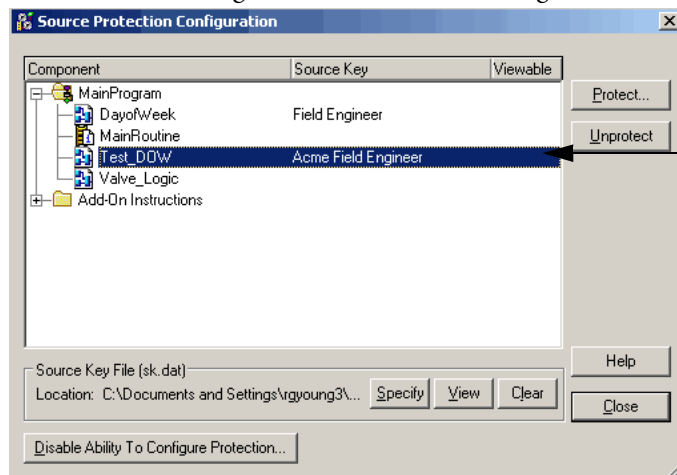 Source Protection Configuration
Component Source Key Viewable
MainProgram
DayofWeek Field Engineer
MainRoutine
Test_DOW Acme Field Engineer
Valve_Logic
Add-On Instructions
Protect...
Unprotect
Source Key File (sk.dat)
Location: C:\Documents and Settings\rgyoung3\... Specify View Clear
Help
Close
Disable Ability To Configure Protection...